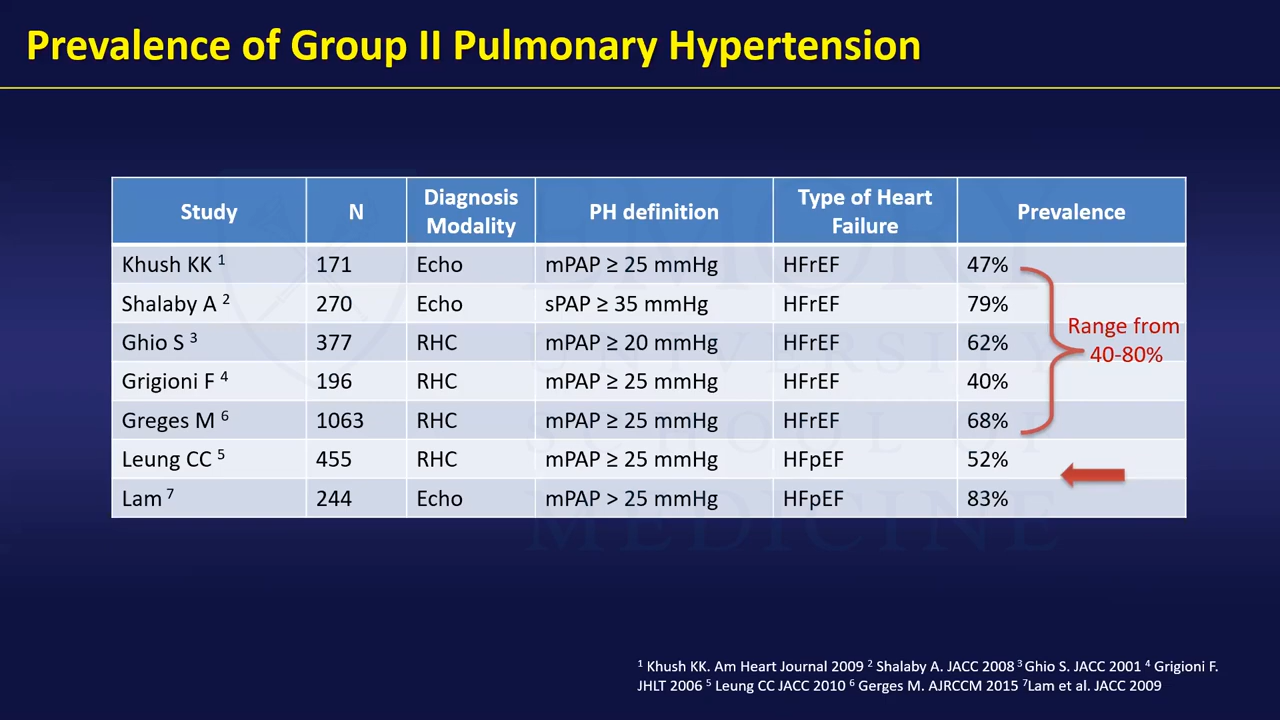 Prevalence of Group II Pulmonary Hypertension
Study N Diagnosis Modality PH definition Type of Heart Failure Prevalence
Khush KK 1 171 Echo mPAP ≥ 25 mmHg HFrEF 47%
Shalaby A 2 270 Echo sPAP ≥ 35 mmHg HFrEF 79%
Ghio S 3 377 RHC mPAP ≥ 20 mmHg HFrEF 62%
Grigioni F 4 196 RHC mPAP ≥ 25 mmHg HFrEF 40%
Greges M 6 1063 RHC mPAP ≥ 25 mmHg HFrEF 68%
Leung CC 5 455 RHC mPAP ≥ 25 mmHg HFpEF 52%
Lam 7 244 Echo mPAP > 25 mmHg HFpEF 83%
Range from
40-80%
EMORY
UNIVERSITY
SCHOOL OF
MEDICINE
1 Khush KK. Am Heart Journal 2009 2 Shalaby A. JACC 2008 3 Ghio S. JACC 2001 4 Grigioni F.
JHLT 2006 5 Leung CC JACC 2010 6 Gerges M. AJRCCM 2015 7Lam et al. JACC 2009